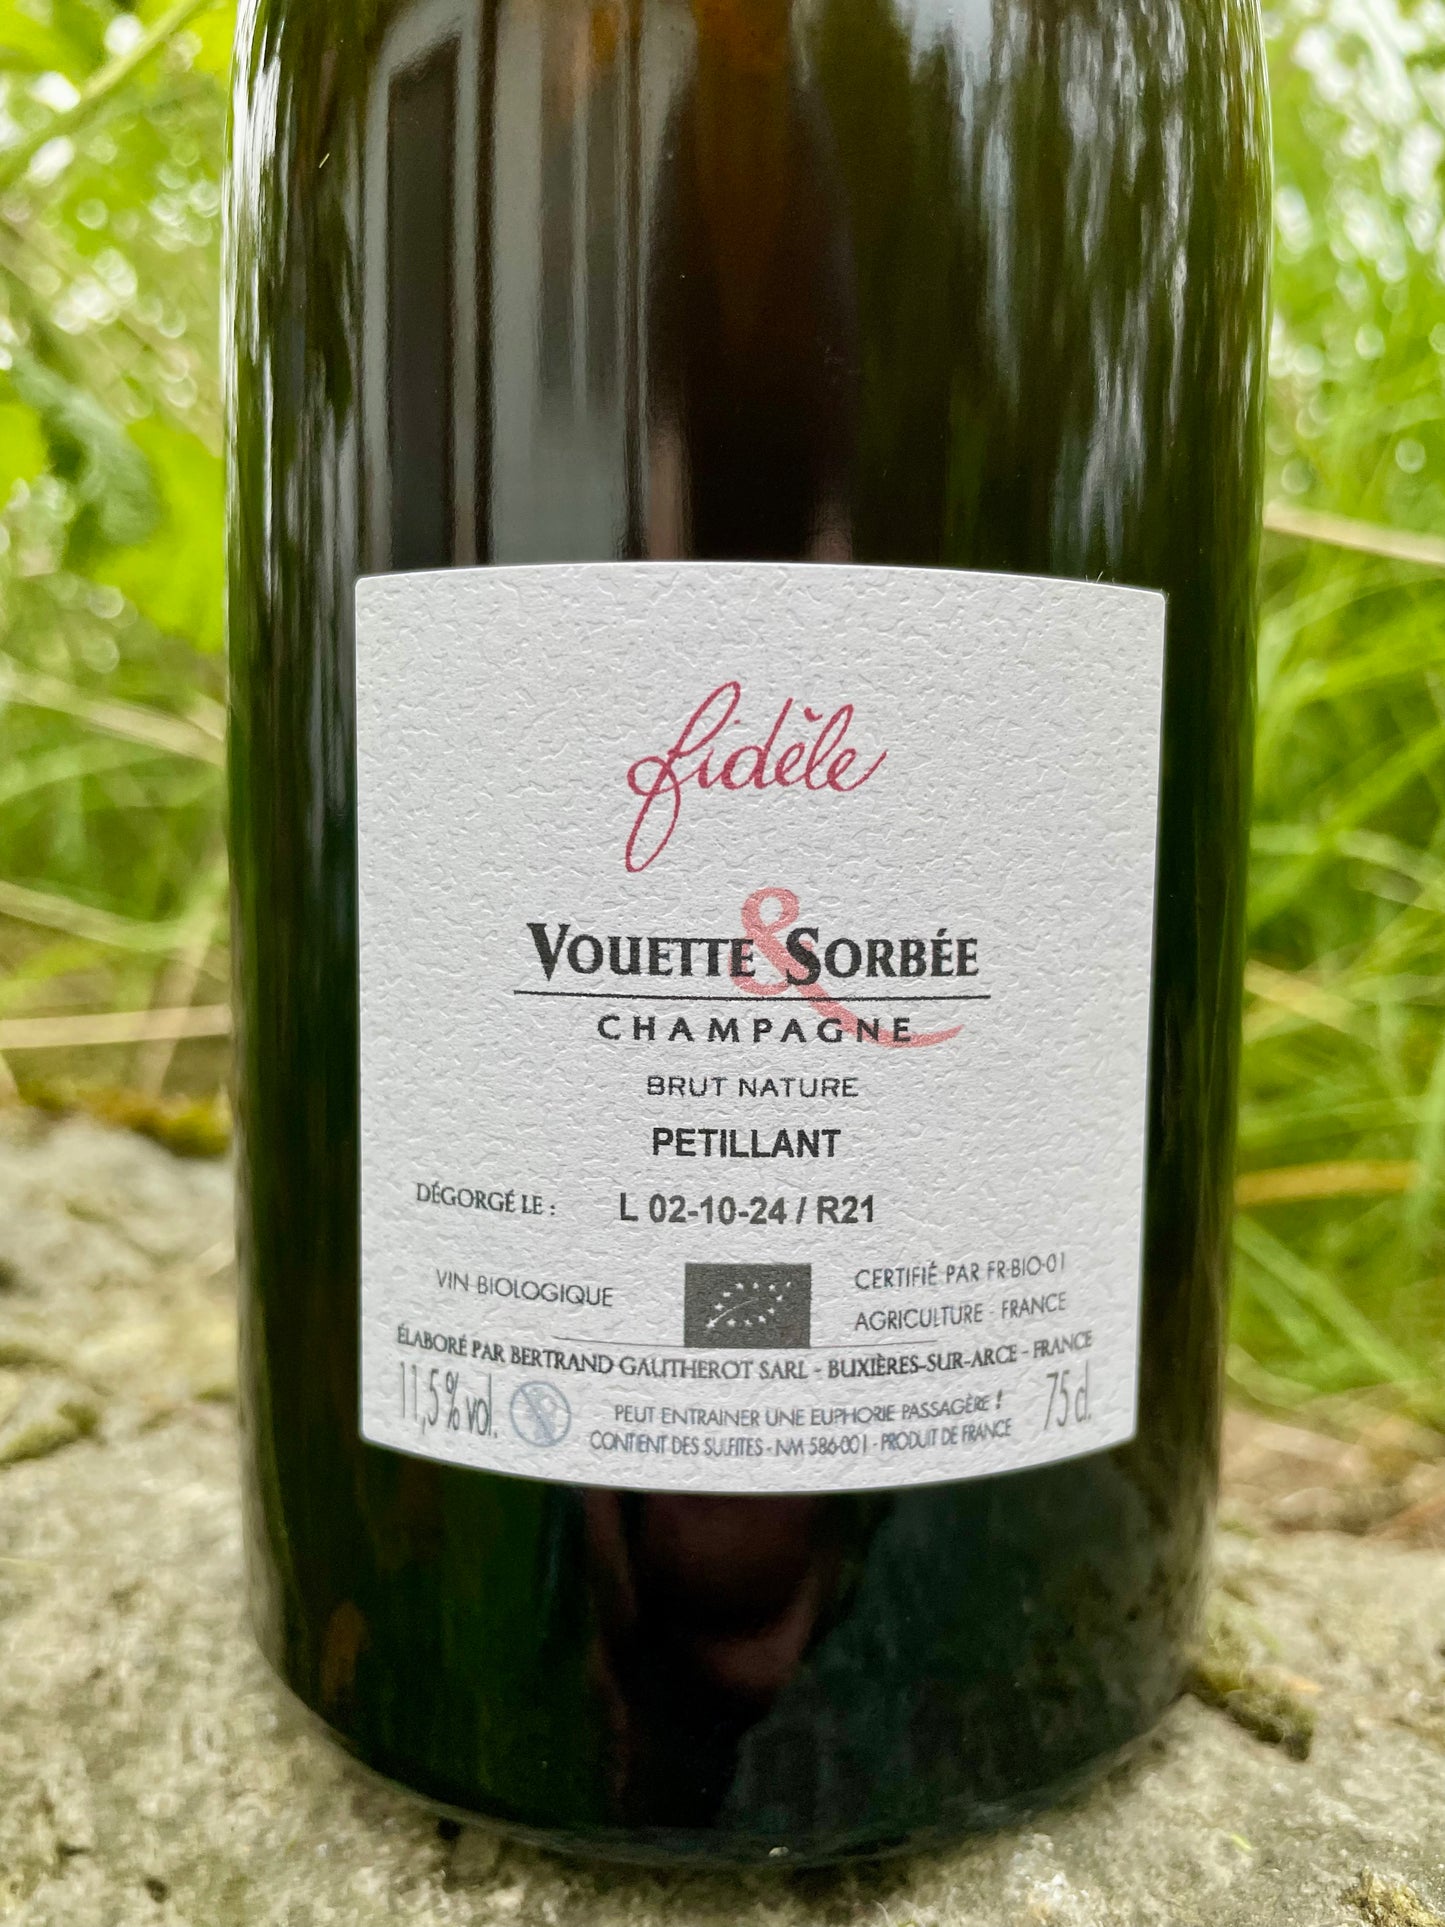 fidèle
VOUETTE & SORBÉE
CHAMPAGNE
BRUT NATURE
PETILLANT
DÉGORGÉ LE : L 02-10-24 / R21
VIN BIOLOGIQUE
CERTIFIÉ PAR FR-BIO-01
AGRICULTURE - FRANCE
ÉLABORÉ PAR BERTRAND GAUTHEROT SARL - BUXIÈRES-SUR-ARCE - FRANCE
11,5 % vol.
PEUT ENTRAINER UNE EUPHORIE PASSAGÈRE !
75 cl.
CONTIENT DES SULFITES - NM 586-001 - PRODUIT DE FRANCE